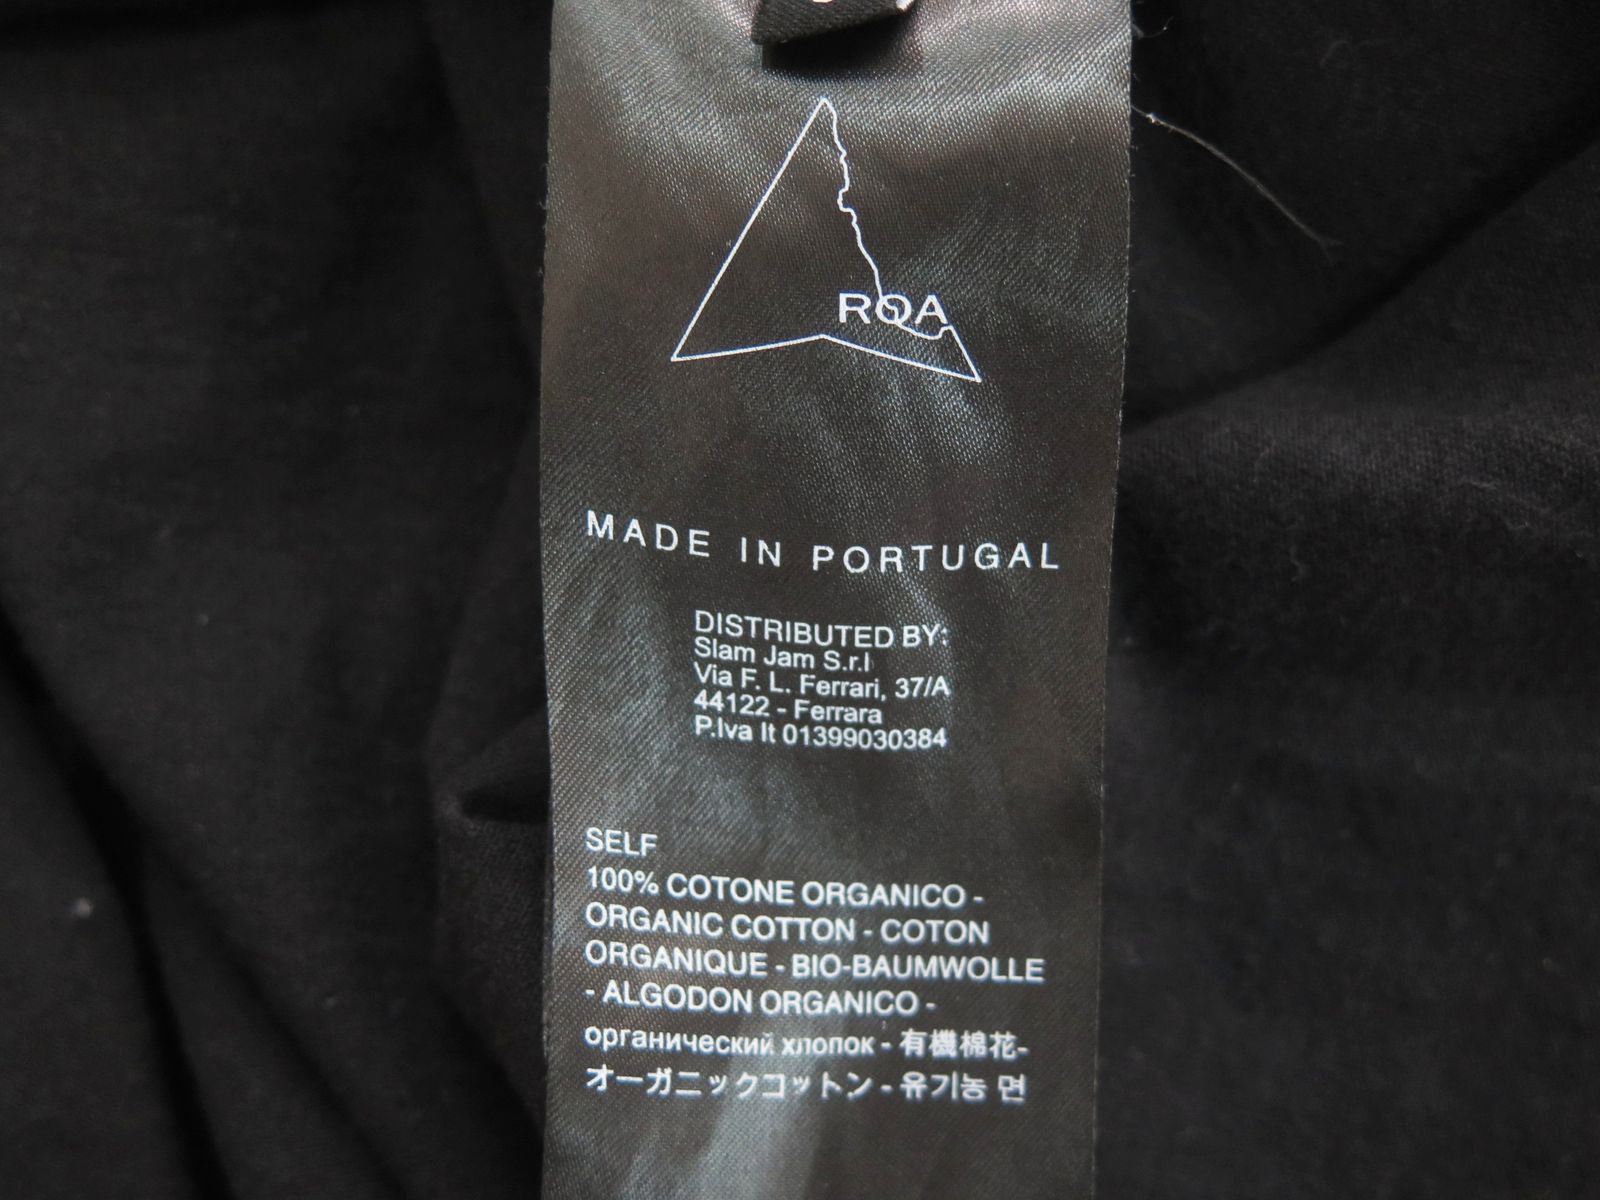 ROA
MADE IN PORTUGAL
DISTRIBUTED BY:
Slam Jam S.r.l
Via F. L. Ferrari, 37/A
44122 - Ferrara
P.Iva It 01399030384
SELF
100% COTONE ORGANICO -
ORGANIC COTTON - COTON
ORGANIQUE - BIO-BAUMWOLLE
- ALGODON ORGANICO -
органический хлопок - 有機棉花-
オーガニックコットン - 유기농 면